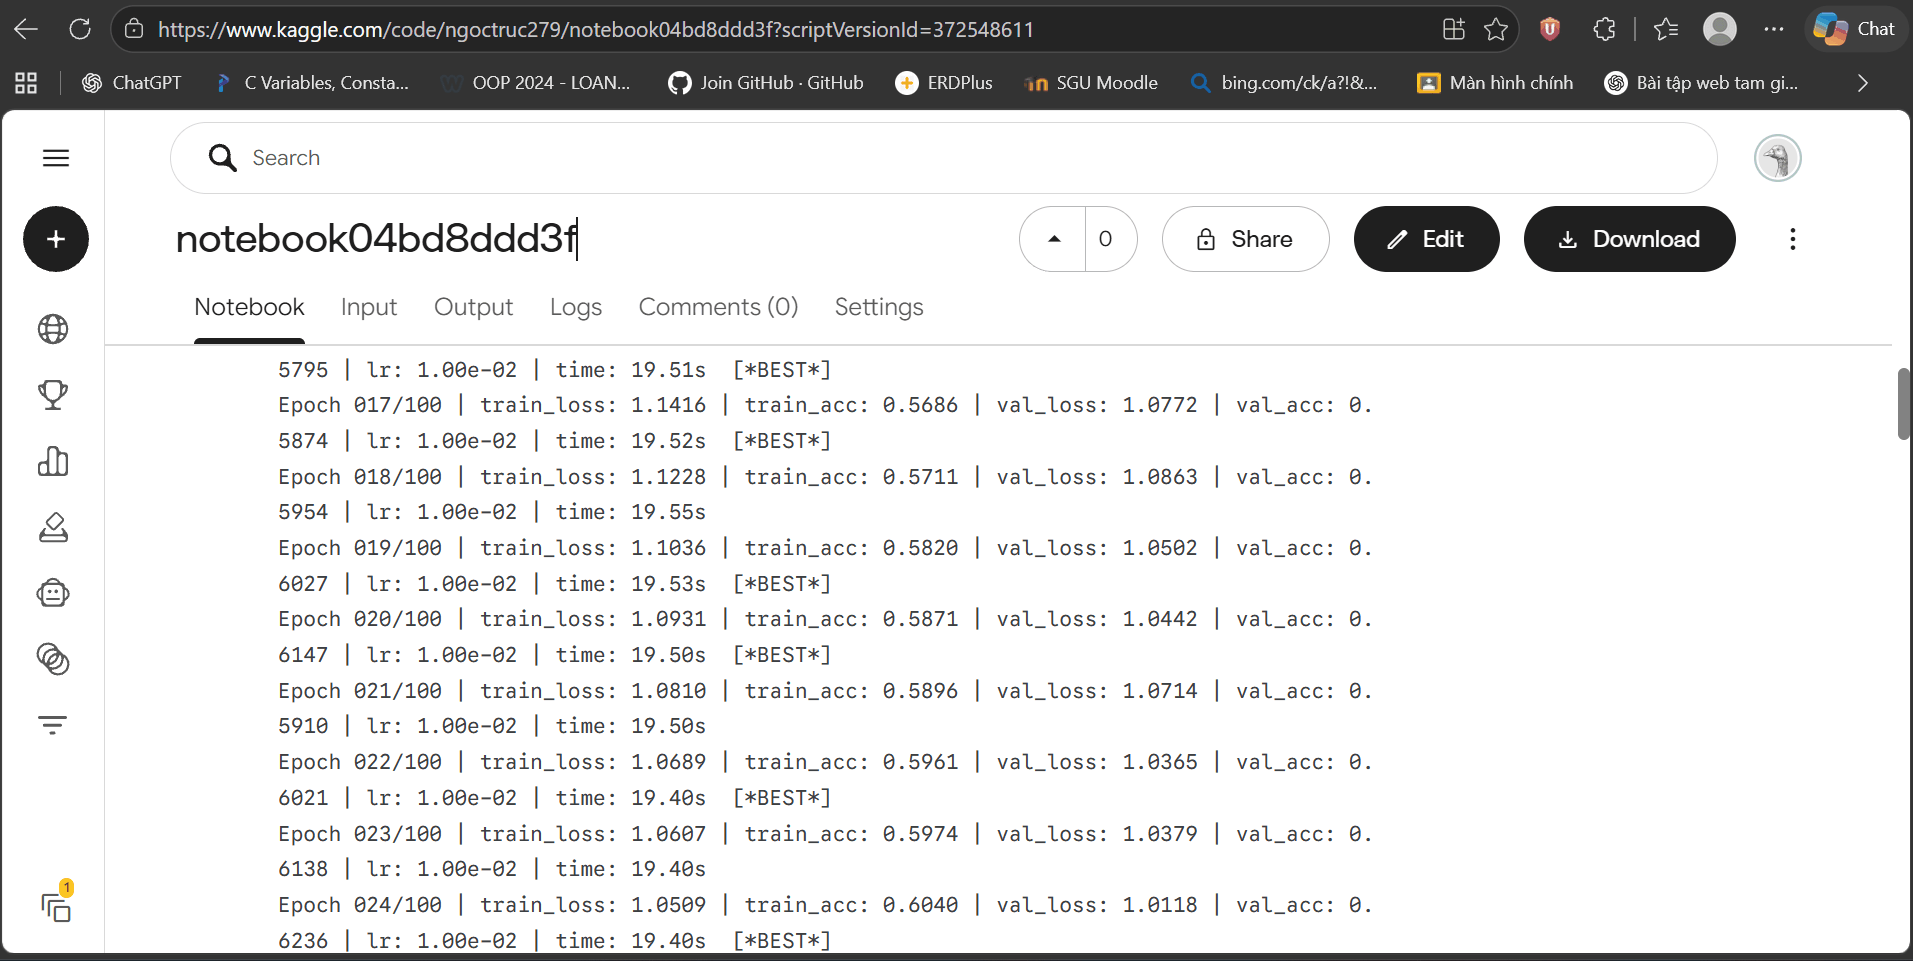 https://www.kaggle.com/code/ngoctruc279/notebook04bd8ddd3f?scriptVersionId=372548611
Chat
ChatGPT
C Variables, Consta...
OOP 2024 - LOAN...
Join GitHub · GitHub
ERDPlus
SGU Moodle
bing.com/ck/a?!&...
Màn hình chính
Bài tập web tam gi...
Search
notebook04bd8ddd3f
0
Share
Edit
Download
Notebook
Input
Output
Logs
Comments (0)
Settings
5795 | lr: 1.00e-02 | time: 19.51s  [*BEST*]
Epoch 017/100 | train_loss: 1.1416 | train_acc: 0.5686 | val_loss: 1.0772 | val_acc: 0.
5874 | lr: 1.00e-02 | time: 19.52s  [*BEST*]
Epoch 018/100 | train_loss: 1.1228 | train_acc: 0.5711 | val_loss: 1.0863 | val_acc: 0.
5954 | lr: 1.00e-02 | time: 19.55s
Epoch 019/100 | train_loss: 1.1036 | train_acc: 0.5820 | val_loss: 1.0502 | val_acc: 0.
6027 | lr: 1.00e-02 | time: 19.53s  [*BEST*]
Epoch 020/100 | train_loss: 1.0931 | train_acc: 0.5871 | val_loss: 1.0442 | val_acc: 0.
6147 | lr: 1.00e-02 | time: 19.50s  [*BEST*]
Epoch 021/100 | train_loss: 1.0810 | train_acc: 0.5896 | val_loss: 1.0714 | val_acc: 0.
5910 | lr: 1.00e-02 | time: 19.50s
Epoch 022/100 | train_loss: 1.0689 | train_acc: 0.5961 | val_loss: 1.0365 | val_acc: 0.
6021 | lr: 1.00e-02 | time: 19.40s  [*BEST*]
Epoch 023/100 | train_loss: 1.0607 | train_acc: 0.5974 | val_loss: 1.0379 | val_acc: 0.
6138 | lr: 1.00e-02 | time: 19.40s
Epoch 024/100 | train_loss: 1.0509 | train_acc: 0.6040 | val_loss: 1.0118 | val_acc: 0.
6236 | lr: 1.00e-02 | time: 19.40s  [*BEST*]
1